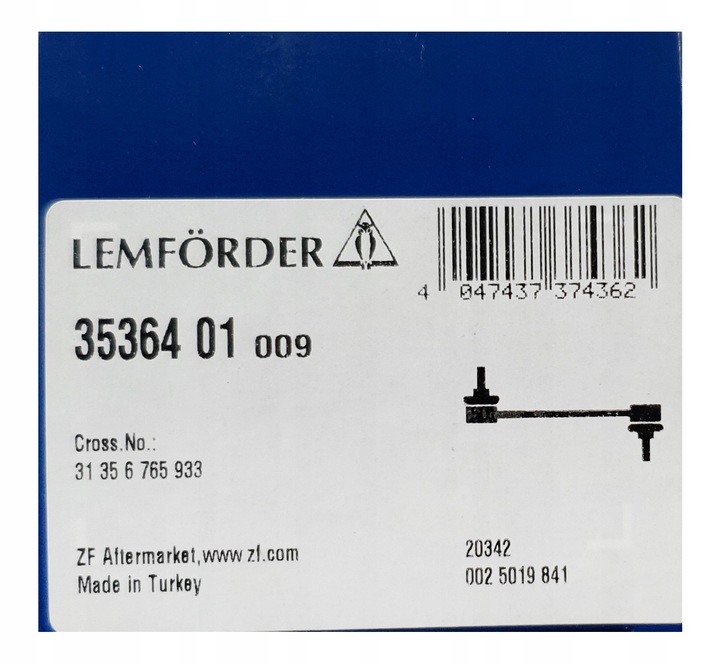 LEMFÖRDER
4 047437 374362
35364 01 009
Cross.No.:
31 35 6 765 933
ZF Aftermarket,www.zf.com
Made in Turkey
20342
002 5019 841